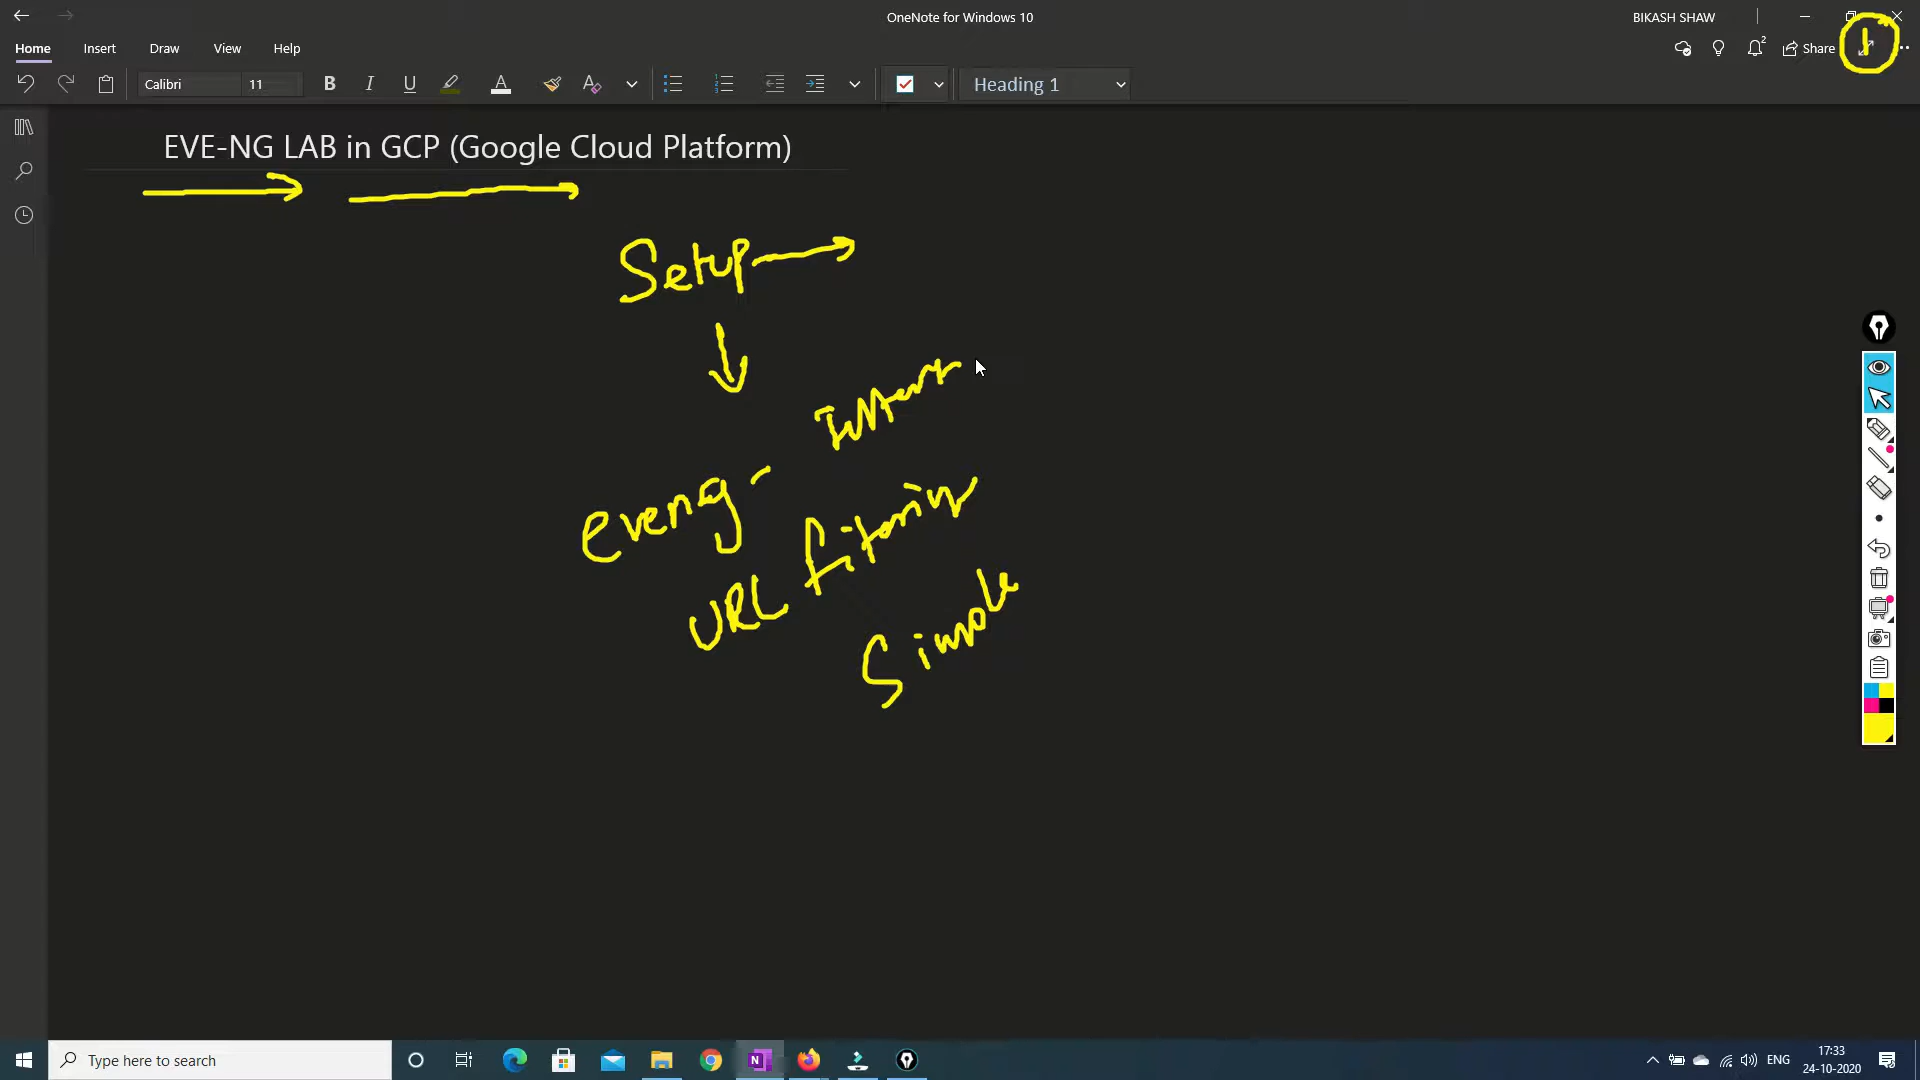 OneNote for Windows 10
BIKASH SHAW
Home Insert Draw View Help
2
Share
Calibri 11 B I U A A Heading 1
EVE-NG LAB in GCP (Google Cloud Platform)
Setup
eveng
URL
Simple
N
Type here to search
ENG
17:33
24-10-2020